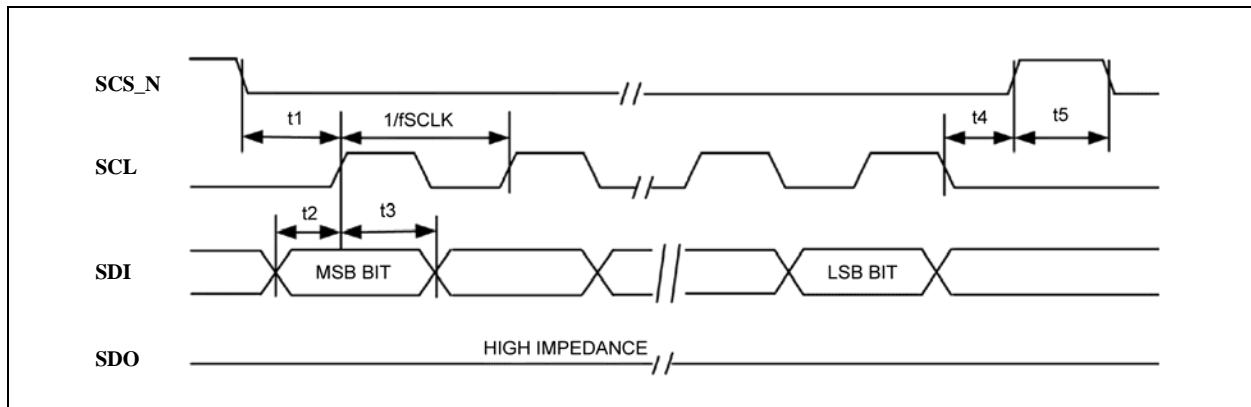 SCS_N
t1
1/fSCLK
t4
t5
SCL
t2
t3
SDI
MSB BIT
LSB BIT
SDO
HIGH IMPEDANCE